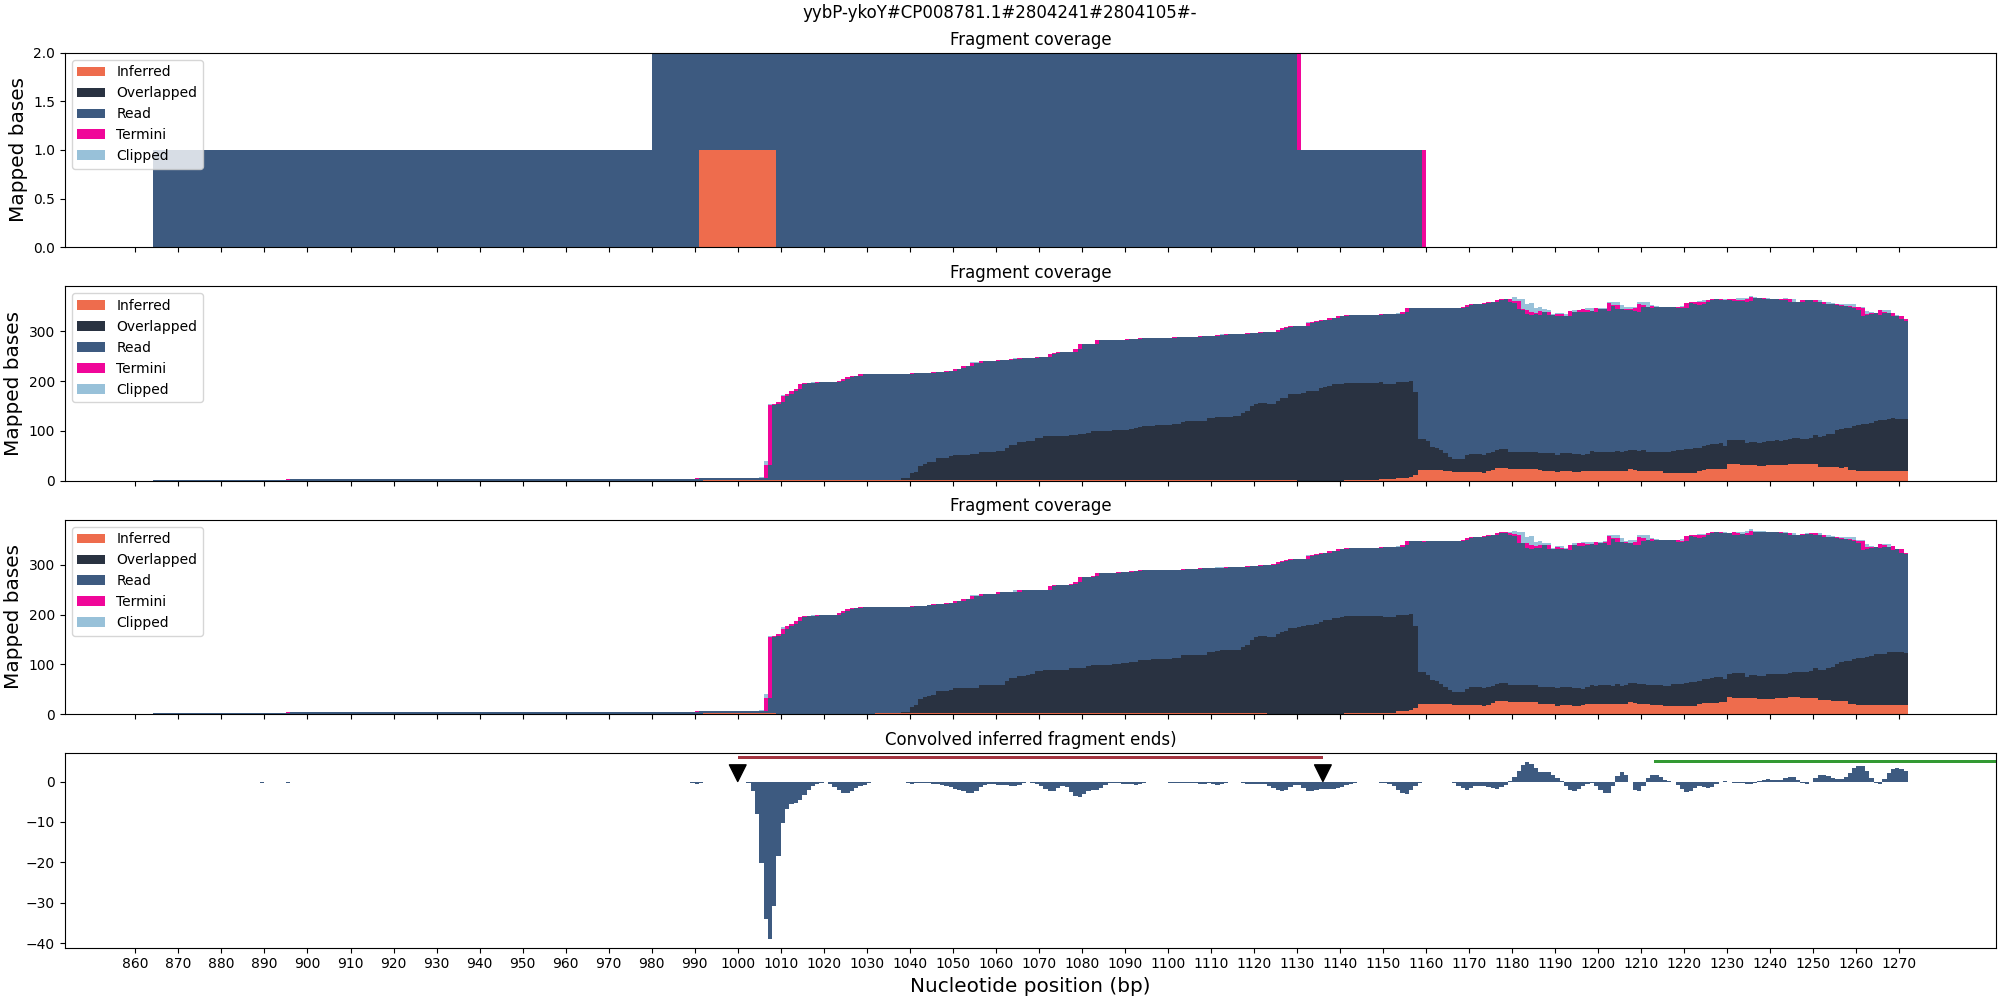 yybP-ykoY#CP008781.1#2804241#2804105#-
Fragment coverage
Mapped bases
2.0
1.5
1.0
0.5
0.0
Inferred
Overlapped
Read
Termini
Clipped
Fragment coverage
Mapped bases
300
200
100
0
Inferred
Overlapped
Read
Termini
Clipped
Fragment coverage
Mapped bases
300
200
100
0
Inferred
Overlapped
Read
Termini
Clipped
Convolved inferred fragment ends)
0
−10
−20
−30
−40
860 870 880 890 900 910 920 930 940 950 960 970 980 990 1000 1010 1020 1030 1040 1050 1060 1070 1080 1090 1100 1110 1120 1130 1140 1150 1160 1170 1180 1190 1200 1210 1220 1230 1240 1250 1260 1270
Nucleotide position (bp)